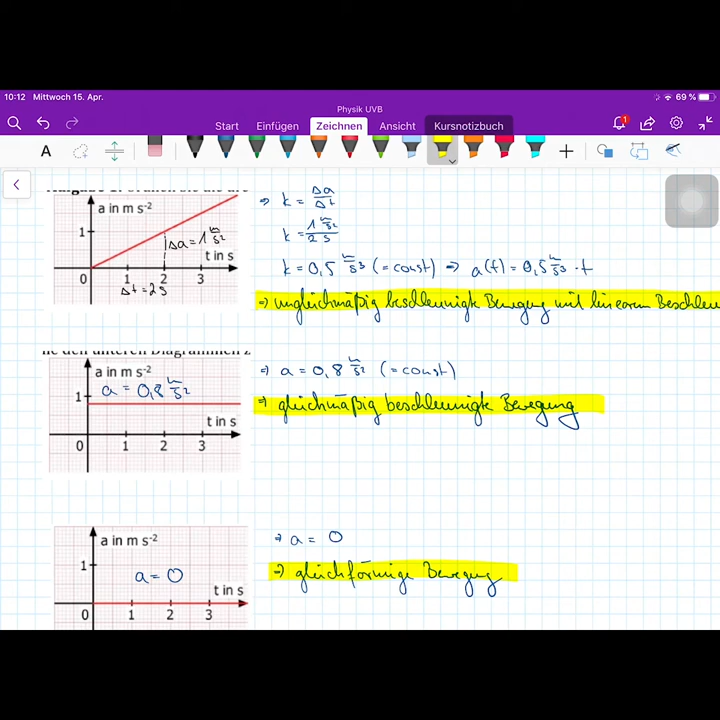 10:12 Mittwoch 15. Apr. 69 %
Physik UVB
Start Einfügen Zeichnen Ansicht Kursnotizbuch
1
A
a in m s⁻²
1
Δa = 1 m/s²
t in s
0 1 2 3
Δt = 2 s
⇒ k = Δa/Δt
k = 1 m/s² / 2 s
k = 0,5 m/s³ (= const) ⇒ a(t) = 0,5 m/s³ · t
⇒ ungleichmäßig beschleunigte Bewegung mit linearem Beschleun
a in m s⁻²
a = 0,8 m/s²
1
t in s
0 1 2 3
⇒ a = 0,8 m/s² (= const)
⇒ gleichmäßig beschleunigte Bewegung
a in m s⁻²
1
a = 0
t in s
0 1 2 3
⇒ a = 0
⇒ gleichförmige Bewegung